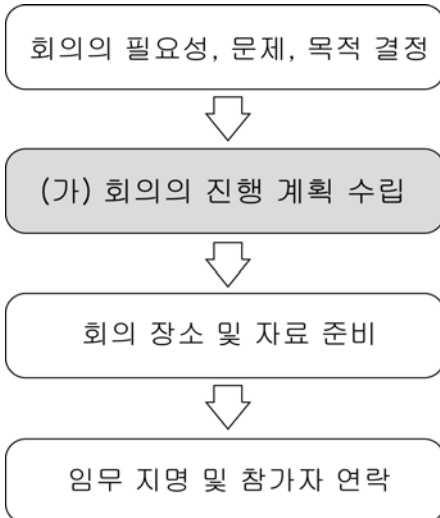 회의의 필요성, 문제, 목적 결정
(가) 회의의 진행 계획 수립
회의 장소 및 자료 준비
임무 지명 및 참가자 연락